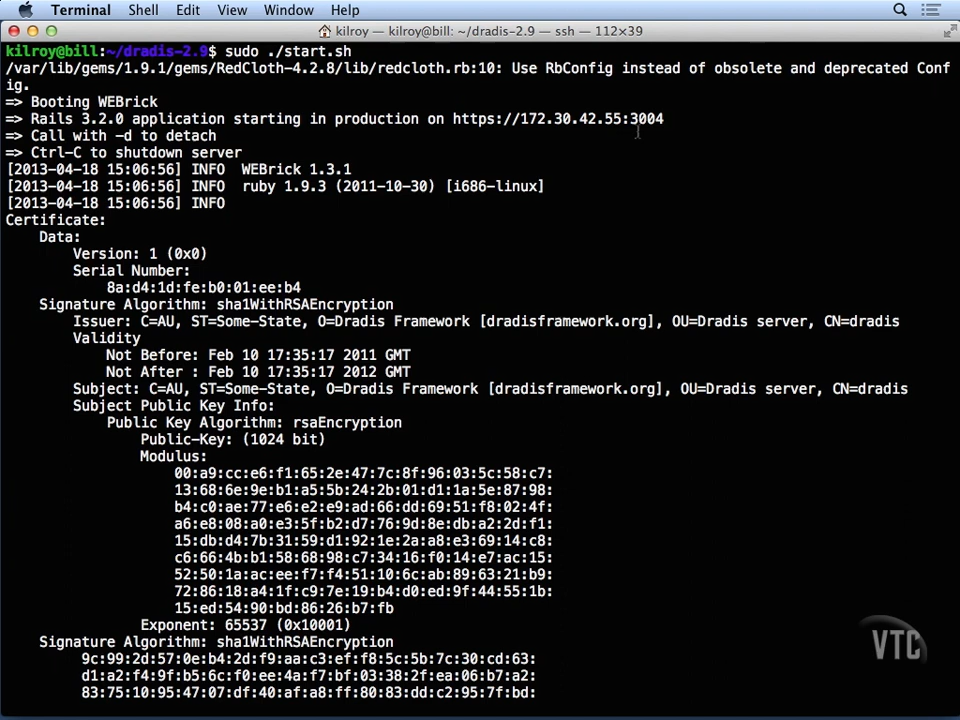 Terminal Shell Edit View Window Help
kilroy — kilroy@bill: ~/dradis-2.9 — ssh — 112×39
kilroy@bill:~/dradis-2.9$ sudo ./start.sh
/var/lib/gems/1.9.1/gems/RedCloth-4.2.8/lib/redcloth.rb:10: Use RbConfig instead of obsolete and deprecated Conf
ig.
=> Booting WEBrick
=> Rails 3.2.0 application starting in production on https://172.30.42.55:3004
=> Call with -d to detach
=> Ctrl-C to shutdown server
[2013-04-18 15:06:56] INFO  WEBrick 1.3.1
[2013-04-18 15:06:56] INFO  ruby 1.9.3 (2011-10-30) [i686-linux]
[2013-04-18 15:06:56] INFO
Certificate:
    Data:
        Version: 1 (0x0)
        Serial Number:
            8a:d4:1d:fe:b0:01:ee:b4
    Signature Algorithm: sha1WithRSAEncryption
        Issuer: C=AU, ST=Some-State, O=Dradis Framework [dradisframework.org], OU=Dradis server, CN=dradis
        Validity
            Not Before: Feb 10 17:35:17 2011 GMT
            Not After : Feb 10 17:35:17 2012 GMT
        Subject: C=AU, ST=Some-State, O=Dradis Framework [dradisframework.org], OU=Dradis server, CN=dradis
        Subject Public Key Info:
            Public Key Algorithm: rsaEncryption
                Public-Key: (1024 bit)
                Modulus:
                    00:a9:cc:e6:f1:65:2e:47:7c:8f:96:03:5c:58:c7:
                    13:68:6e:9e:b1:a5:5b:24:2b:01:d1:1a:5e:87:98:
                    b4:c0:ae:77:e6:e2:e9:ad:66:dd:69:51:f8:02:4f:
                    a6:e8:08:a0:e3:5f:b2:d7:76:9d:8e:db:a2:2d:f1:
                    15:db:d4:7b:31:59:d1:92:1e:2a:a8:e3:69:14:c8:
                    c6:66:4b:b1:58:68:98:c7:34:16:f0:14:e7:ac:15:
                    52:50:1a:ac:ee:f7:f4:51:10:6c:ab:89:63:21:b9:
                    72:86:18:a4:1f:c9:7e:19:b4:d0:ed:9f:44:55:1b:
                    15:ed:54:90:bd:86:26:b7:fb
                Exponent: 65537 (0x10001)
    Signature Algorithm: sha1WithRSAEncryption
         9c:99:2d:57:0e:b4:2d:f9:aa:c3:ef:f8:5c:5b:7c:30:cd:63:
         d1:a2:f4:9f:b5:6c:f0:ee:4a:f7:bf:03:38:2f:ea:06:b7:a2:
         83:75:10:95:47:07:df:40:af:a8:ff:80:83:dd:c2:95:7f:bd:
VTC